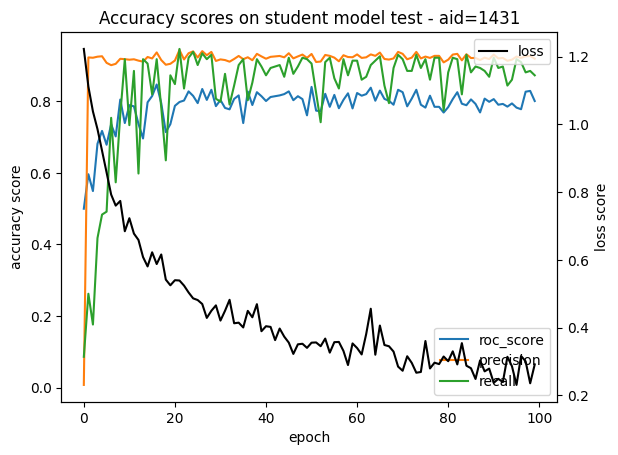 Accuracy scores on student model test - aid=1431
accuracy score
0.8
0.6
0.4
0.2
0.0
loss
1.2
1.0
0.8
0.6
0.4
0.2
loss score
roc_score
precision
recall
0
20
40
60
80
100
epoch